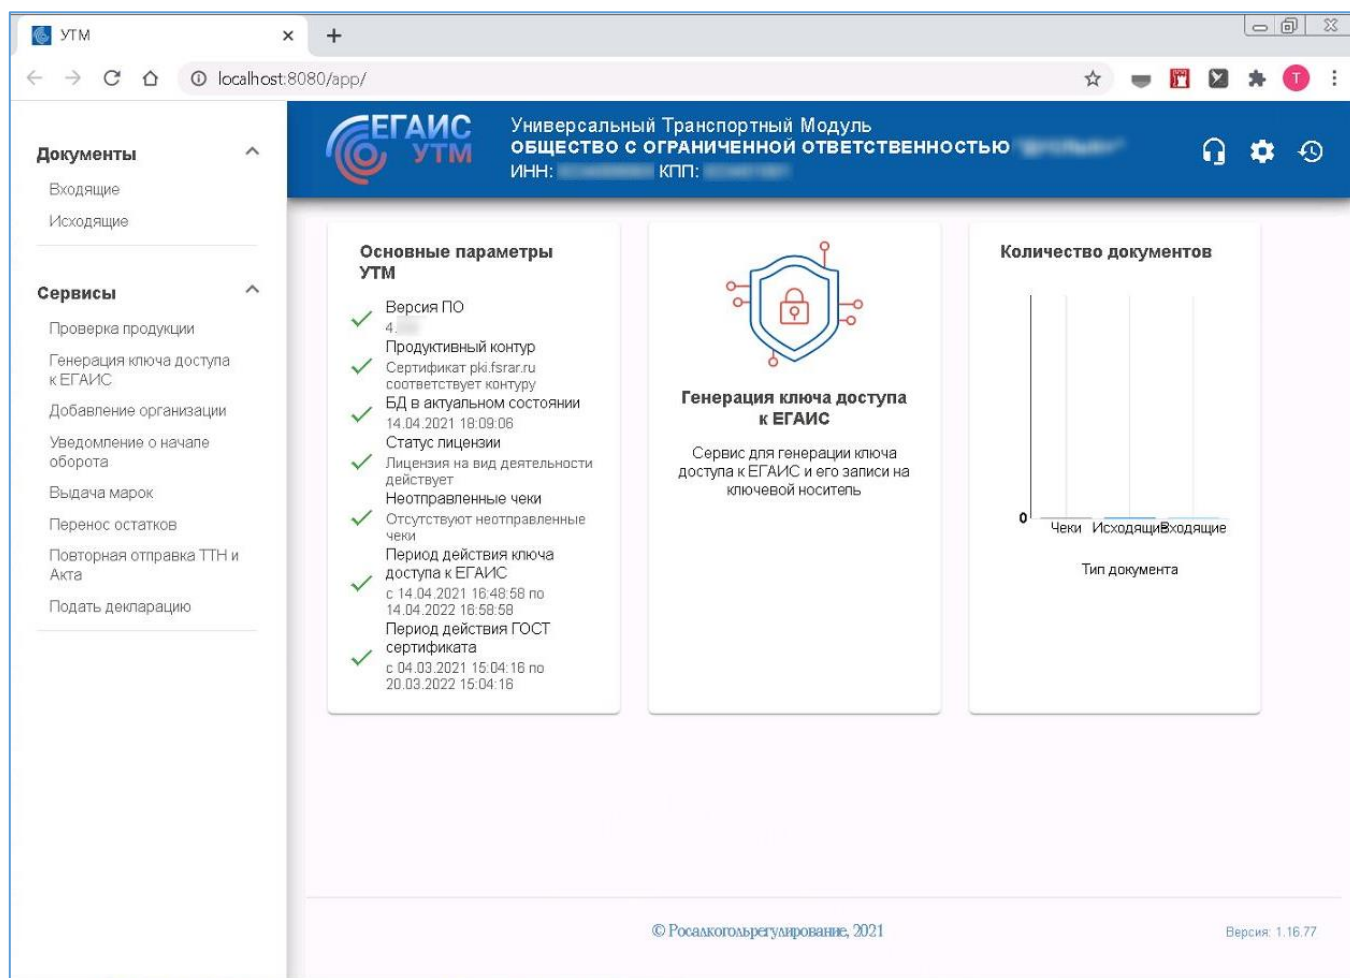 УТМ
localhost:8080/app/
T
Документы
Входящие
Исходящие
Сервисы
Проверка продукции
Генерация ключа доступа
к ЕГАИС
Добавление организации
Уведомление о начале
оборота
Выдача марок
Перенос остатков
Повторная отправка ТТН и
Акта
Подать декларацию
ЕГАИС
УТМ
Универсальный Транспортный Модуль
ОБЩЕСТВО С ОГРАНИЧЕННОЙ ОТВЕТСТВЕННОСТЬЮ
ИНН: КПП:
Основные параметры
УТМ
Версия ПО
4.
Продуктивный контур
Сертификат pki.fsrar.ru
соответствует контуру
БД в актуальном состоянии
14.04.2021 18:09:06
Статус лицензии
Лицензия на вид деятельности
действует
Неотправленные чеки
Отсутствуют неотправленные
чеки
Период действия ключа
доступа к ЕГАИС
с 14.04.2021 16:48:58 по
14.04.2022 16:58:58
Период действия ГОСТ
сертификата
с 04.03.2021 15:04:16 по
20.03.2022 15:04:16
Генерация ключа доступа
к ЕГАИС
Сервис для генерации ключа
доступа к ЕГАИС и его записи на
ключевой носитель
Количество документов
0
Чеки Исходящие Входящие
Тип документа
© Росалкогольрегулирование, 2021
Версия: 1.16.77